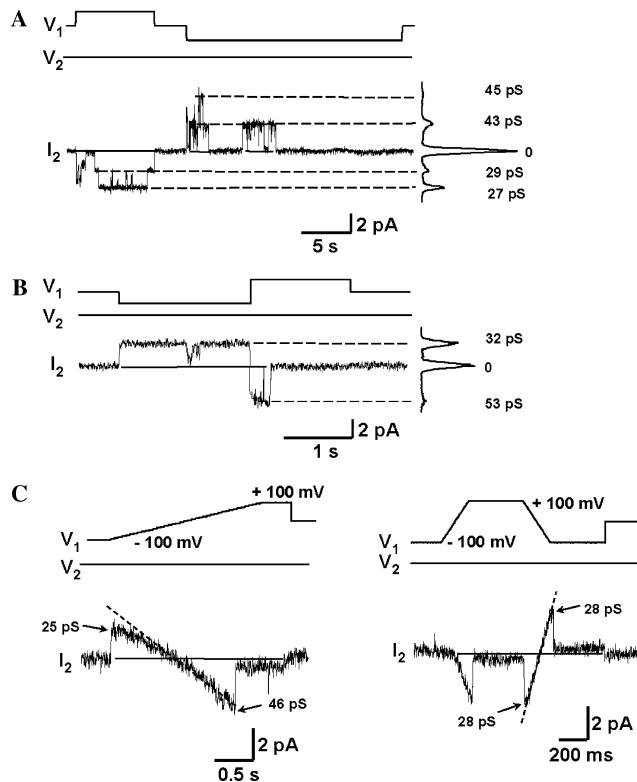 A
V1
V2
I2
45 pS
43 pS
0
29 pS
27 pS
2 pA
5 s
B
V1
V2
I2
32 pS
0
53 pS
2 pA
1 s
C
+ 100 mV
V1
- 100 mV
V2
25 pS
I2
46 pS
2 pA
0.5 s
+ 100 mV
V1
- 100 mV
V2
28 pS
I2
28 pS
2 pA
200 ms